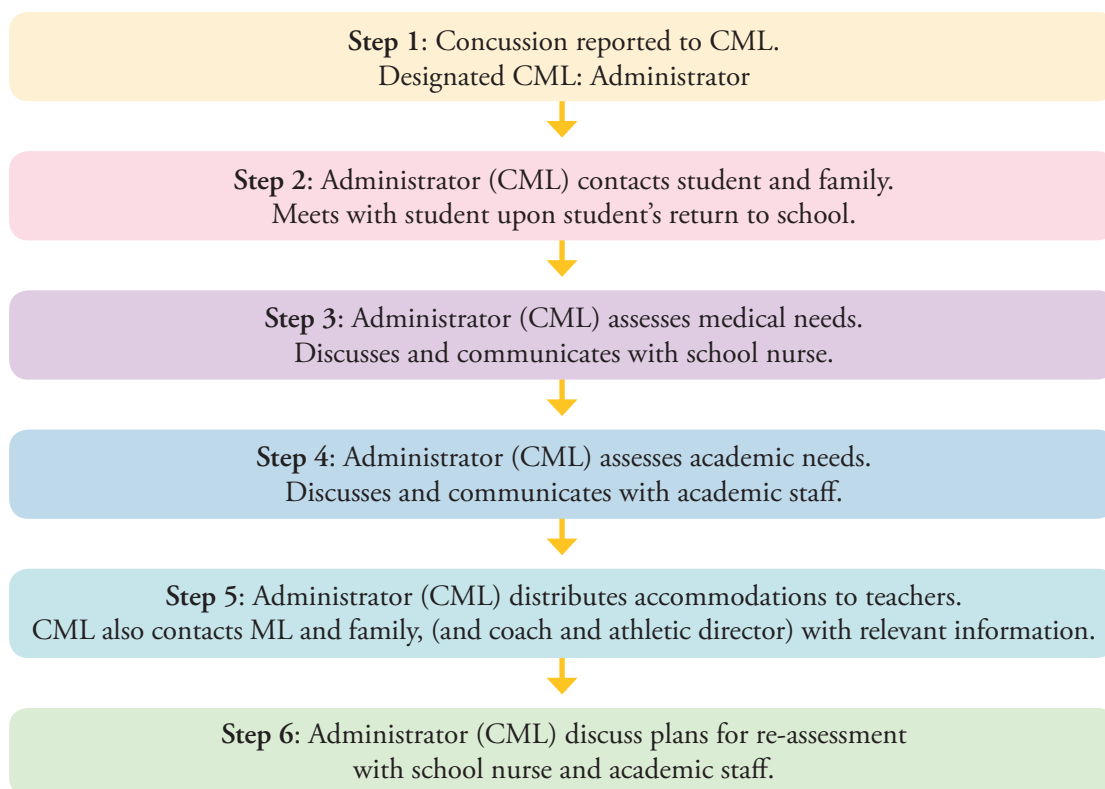 Step 1: Concussion reported to CML.
Designated CML: Administrator
Step 2: Administrator (CML) contacts student and family.
Meets with student upon student’s return to school.
Step 3: Administrator (CML) assesses medical needs.
Discusses and communicates with school nurse.
Step 4: Administrator (CML) assesses academic needs.
Discusses and communicates with academic staff.
Step 5: Administrator (CML) distributes accommodations to teachers.
CML also contacts ML and family, (and coach and athletic director) with relevant information.
Step 6: Administrator (CML) discuss plans for re-assessment
with school nurse and academic staff.